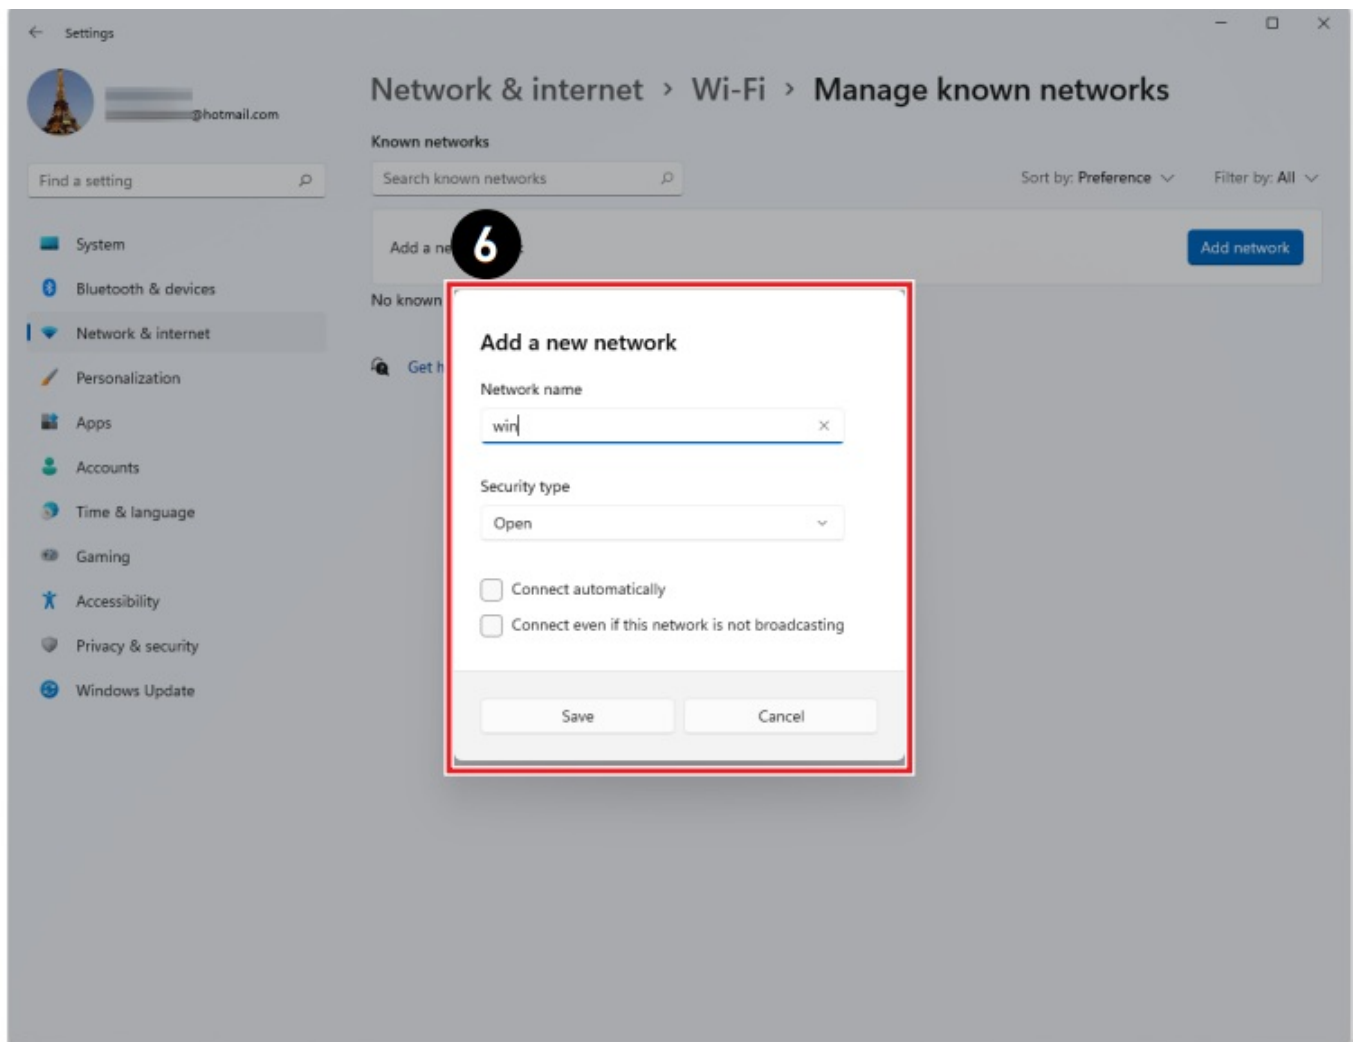 Settings
@hotmail.com
Find a setting
System
Bluetooth & devices
Network & internet
Personalization
Apps
Accounts
Time & language
Gaming
Accessibility
Privacy & security
Windows Update
Network & internet > Wi-Fi > Manage known networks
Known networks
Search known networks
Sort by: Preference
Filter by: All
Add a ne
Add network
6
No known
Get h
Add a new network
Network name
win
Security type
Open
Connect automatically
Connect even if this network is not broadcasting
Save
Cancel